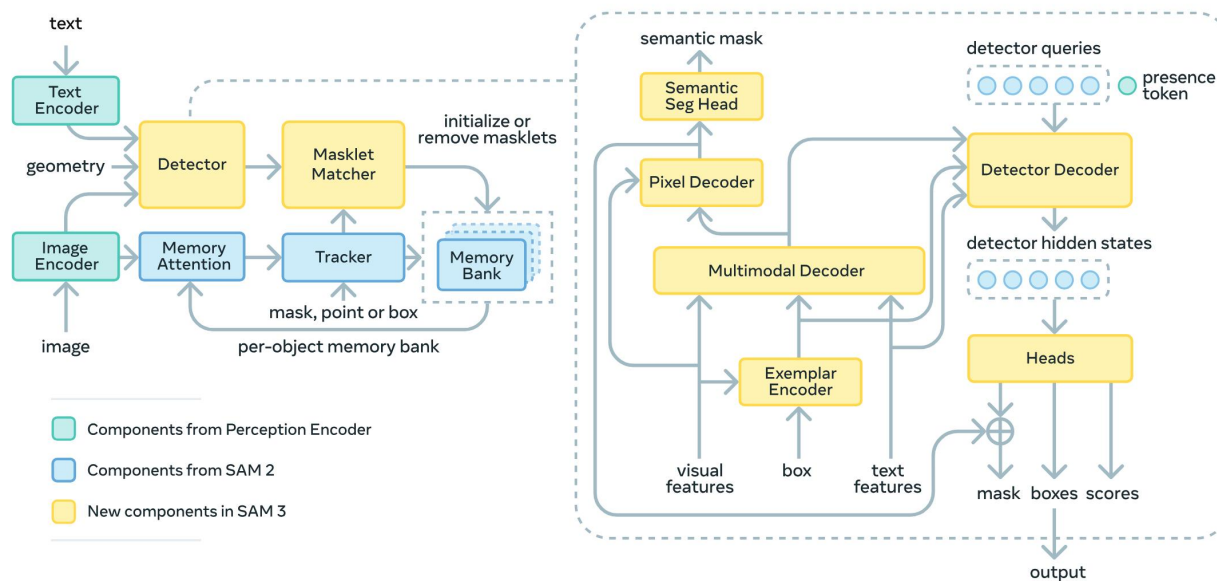 text
Text
Encoder
geometry
Detector
Masklet
Matcher
initialize or
remove masklets
Image
Encoder
Memory
Attention
Tracker
Memory
Bank
mask, point or box
image
per-object memory bank
Components from Perception Encoder
Components from SAM 2
New components in SAM 3
semantic mask
Semantic
Seg Head
Pixel Decoder
Multimodal Decoder
Exemplar
Encoder
visual
features
box
text
features
detector queries
presence
token
Detector Decoder
detector hidden states
Heads
mask
boxes
scores
output